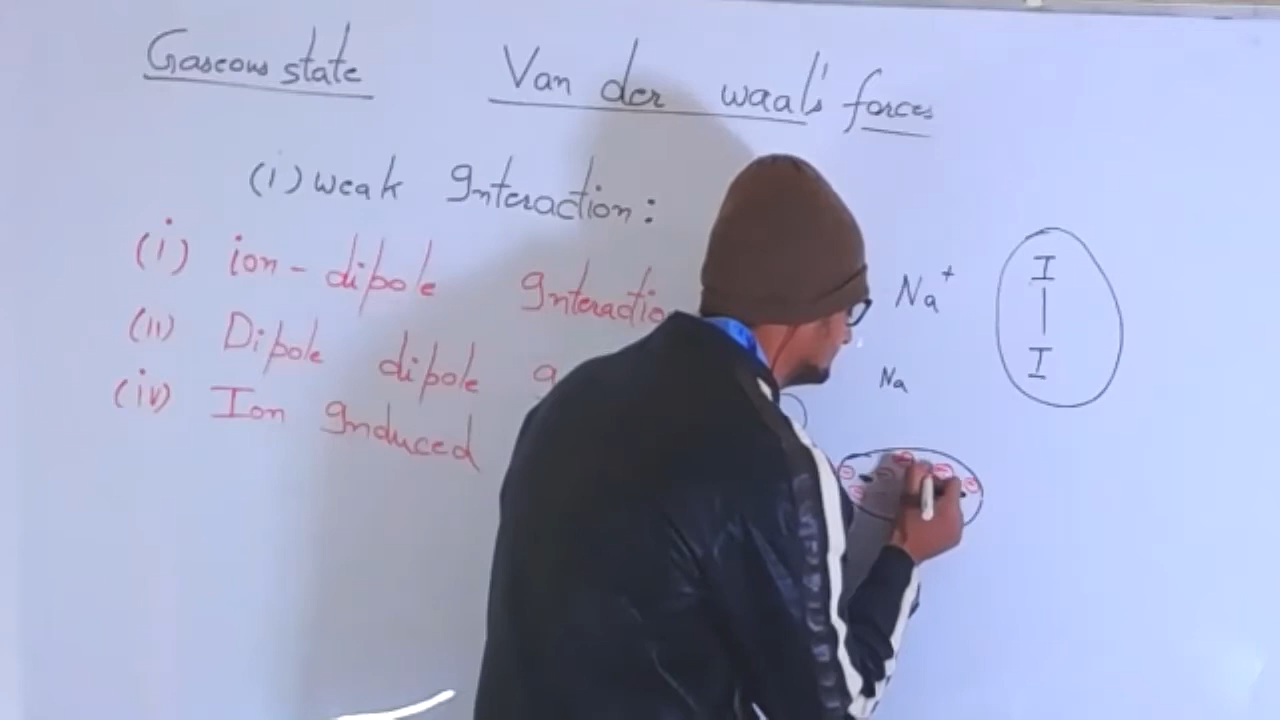 Gaseous state
Van der waal's forces
(i) weak Interaction:
(i) ion-dipole Interactio
(ii) Dipole dipole
(iv) Ion Induced
Na+
Na
I
I